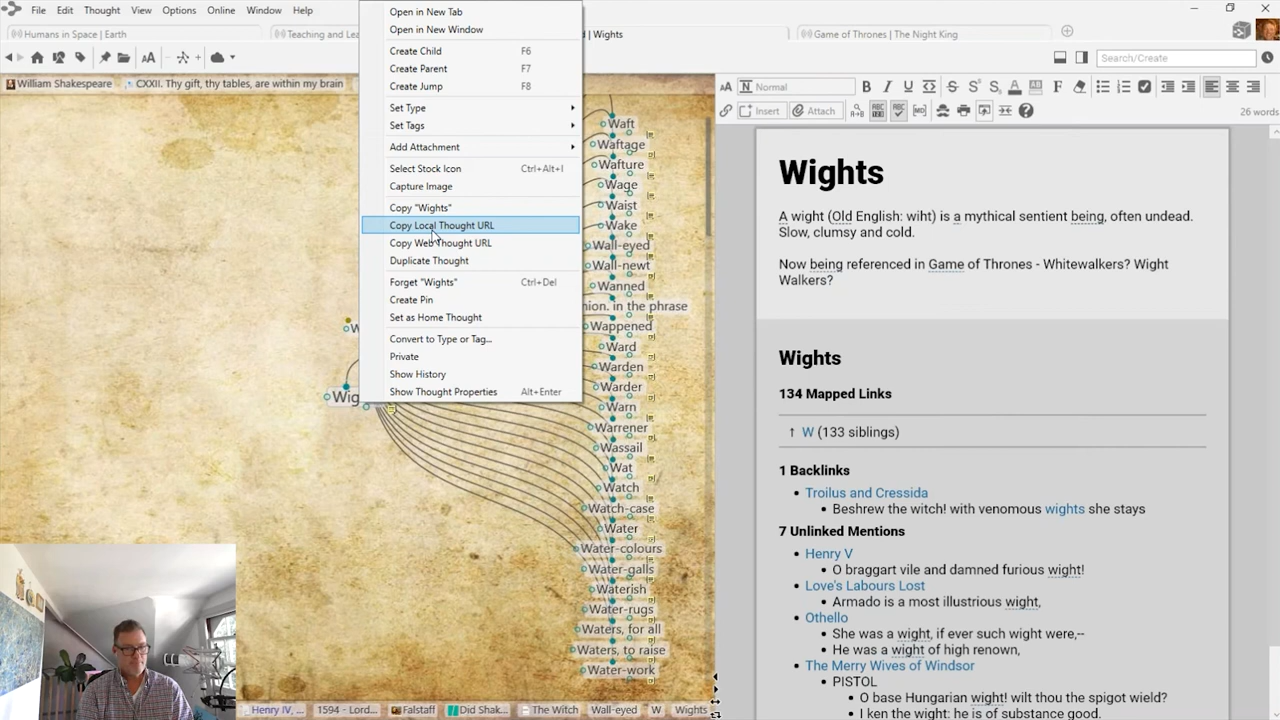 File Edit Thought View Options Online Window Help
Humans in Space | Earth
Teaching and Lea
| Wights
Game of Thrones | The Night King
Search/Create
William Shakespeare
CXXII. Thy gift, thy tables, are within my brain
Open in New Tab
Open in New Window
Create Child F6
Create Parent F7
Create Jump F8
Set Type
Set Tags
Add Attachment
Select Stock Icon Ctrl+Alt+I
Capture Image
Copy "Wights"
Copy Local Thought URL
Copy Web Thought URL
Duplicate Thought
Forget "Wights" Ctrl+Del
Create Pin
Set as Home Thought
Convert to Type or Tag...
Private
Show History
Show Thought Properties Alt+Enter
W
Wig
Waft
Waftage
Wafture
Wage
Waist
Wake
Wall-eyed
Wall-newt
Wanned
nion. in the phrase
Wappened
Ward
Warden
Warder
Warn
Warrener
Wassail
Wat
Watch
Watch-case
Water
Water-colours
Water-galls
Waterish
Water-rugs
Waters, for all
Waters, to raise
Water-work
Henry IV, ...
1594 - Lord...
Falstaff
Did Shak...
The Witch
Wall-eyed
W
Wights
Normal
Insert Attach
26 words
Wights
A wight (Old English: wiht) is a mythical sentient being, often undead.
Slow, clumsy and cold.
Now being referenced in Game of Thrones - Whitewalkers? Wight
Walkers?
Wights
134 Mapped Links
↑ W (133 siblings)
1 Backlinks
• Troilus and Cressida
• Beshrew the witch! with venomous wights she stays
7 Unlinked Mentions
• Henry V
• O braggart vile and damned furious wight!
• Love's Labours Lost
• Armado is a most illustrious wight,
• Othello
• She was a wight, if ever such wight were,--
• He was a wight of high renown,
• The Merry Wives of Windsor
• PISTOL
• O base Hungarian wight! wilt thou the spigot wield?
• I ken the wight: he is of substance good.